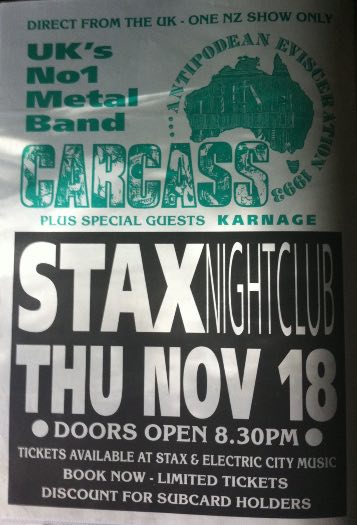 DIRECT FROM THE UK - ONE NZ SHOW ONLY
UK's
No1
Metal
Band
...ANTIPODEAN EVISCERATION 1993
CARCASS
PLUS SPECIAL GUESTS KARNAGE
STAX NIGHTCLUB
THU NOV 18
● DOORS OPEN 8.30PM ●
TICKETS AVAILABLE AT STAX & ELECTRIC CITY MUSIC
BOOK NOW - LIMITED TICKETS
DISCOUNT FOR SUBCARD HOLDERS